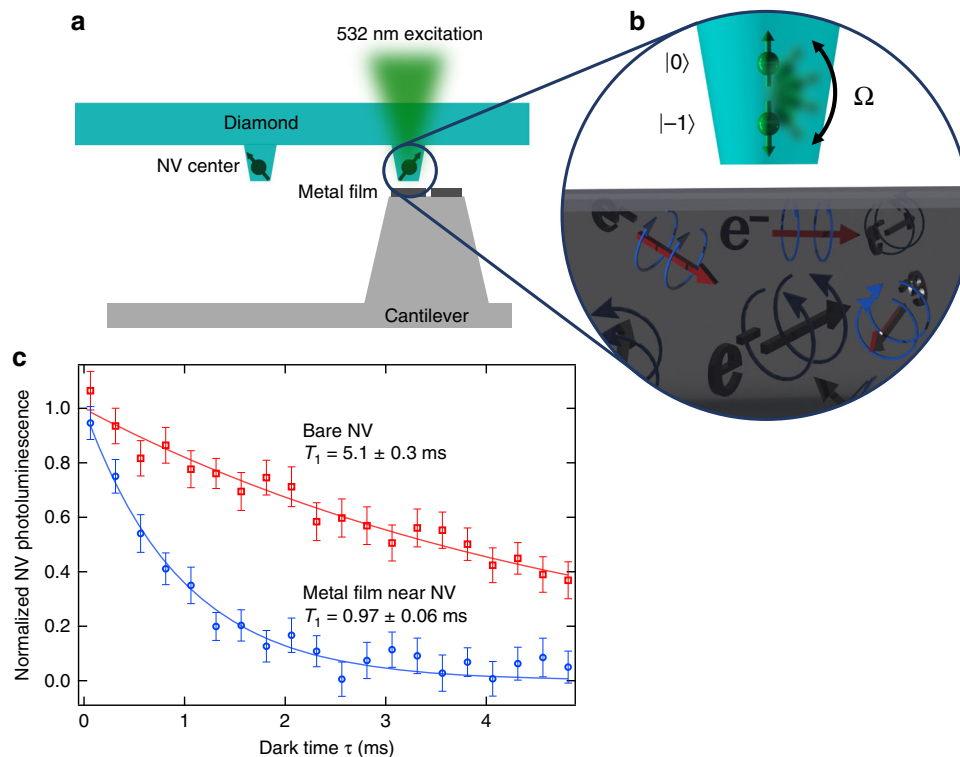 a
532 nm excitation
Diamond
NV center
Metal film
Cantilever
b
|0⟩
|−1⟩
Ω
e⁻
e⁻
e⁻
e⁻
e⁻
c
Normalized NV photoluminescence
1.0
0.8
0.6
0.4
0.2
0.0
Bare NV
T₁ = 5.1 ± 0.3 ms
Metal film near NV
T₁ = 0.97 ± 0.06 ms
0
1
2
3
4
Dark time τ (ms)